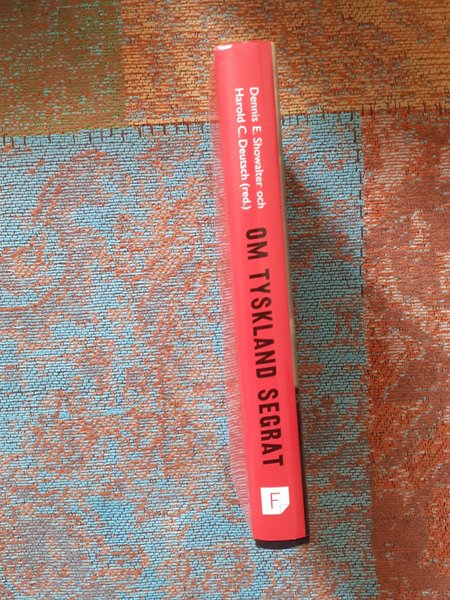 Dennis E. Showalter och
Harold C. Deutsch (red.)
OM TYSKLAND SEGRAT
F